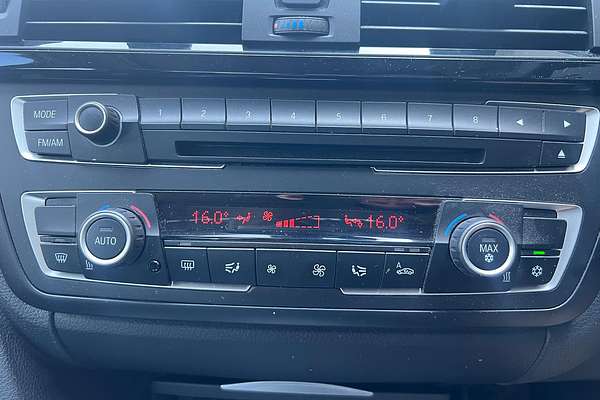 MODE 1 2 3 4 5 6 7 8
FM/AM
16.0° 16.0°
AUTO MAX
A